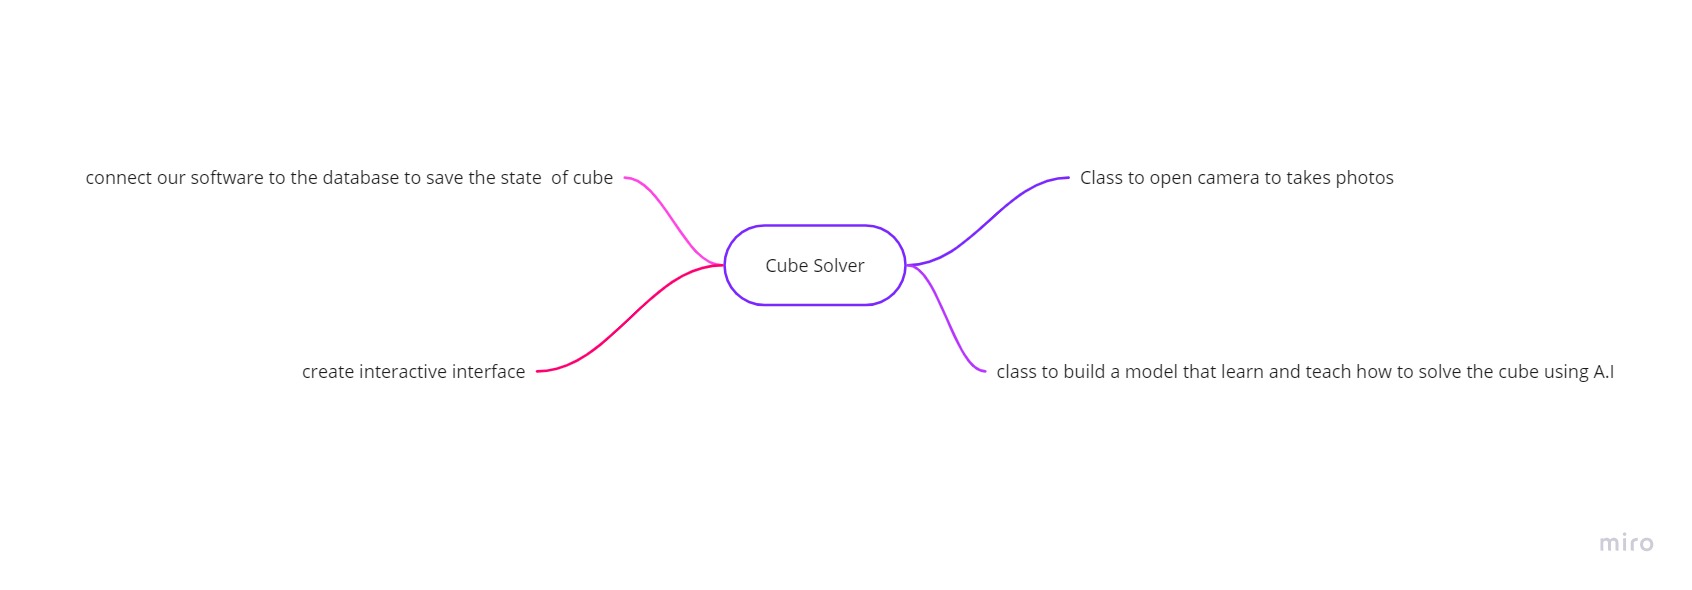 connect our software to the database to save the state  of cube
Class to open camera to takes photos
Cube Solver
create interactive interface
class to build a model that learn and teach how to solve the cube using A.I
miro